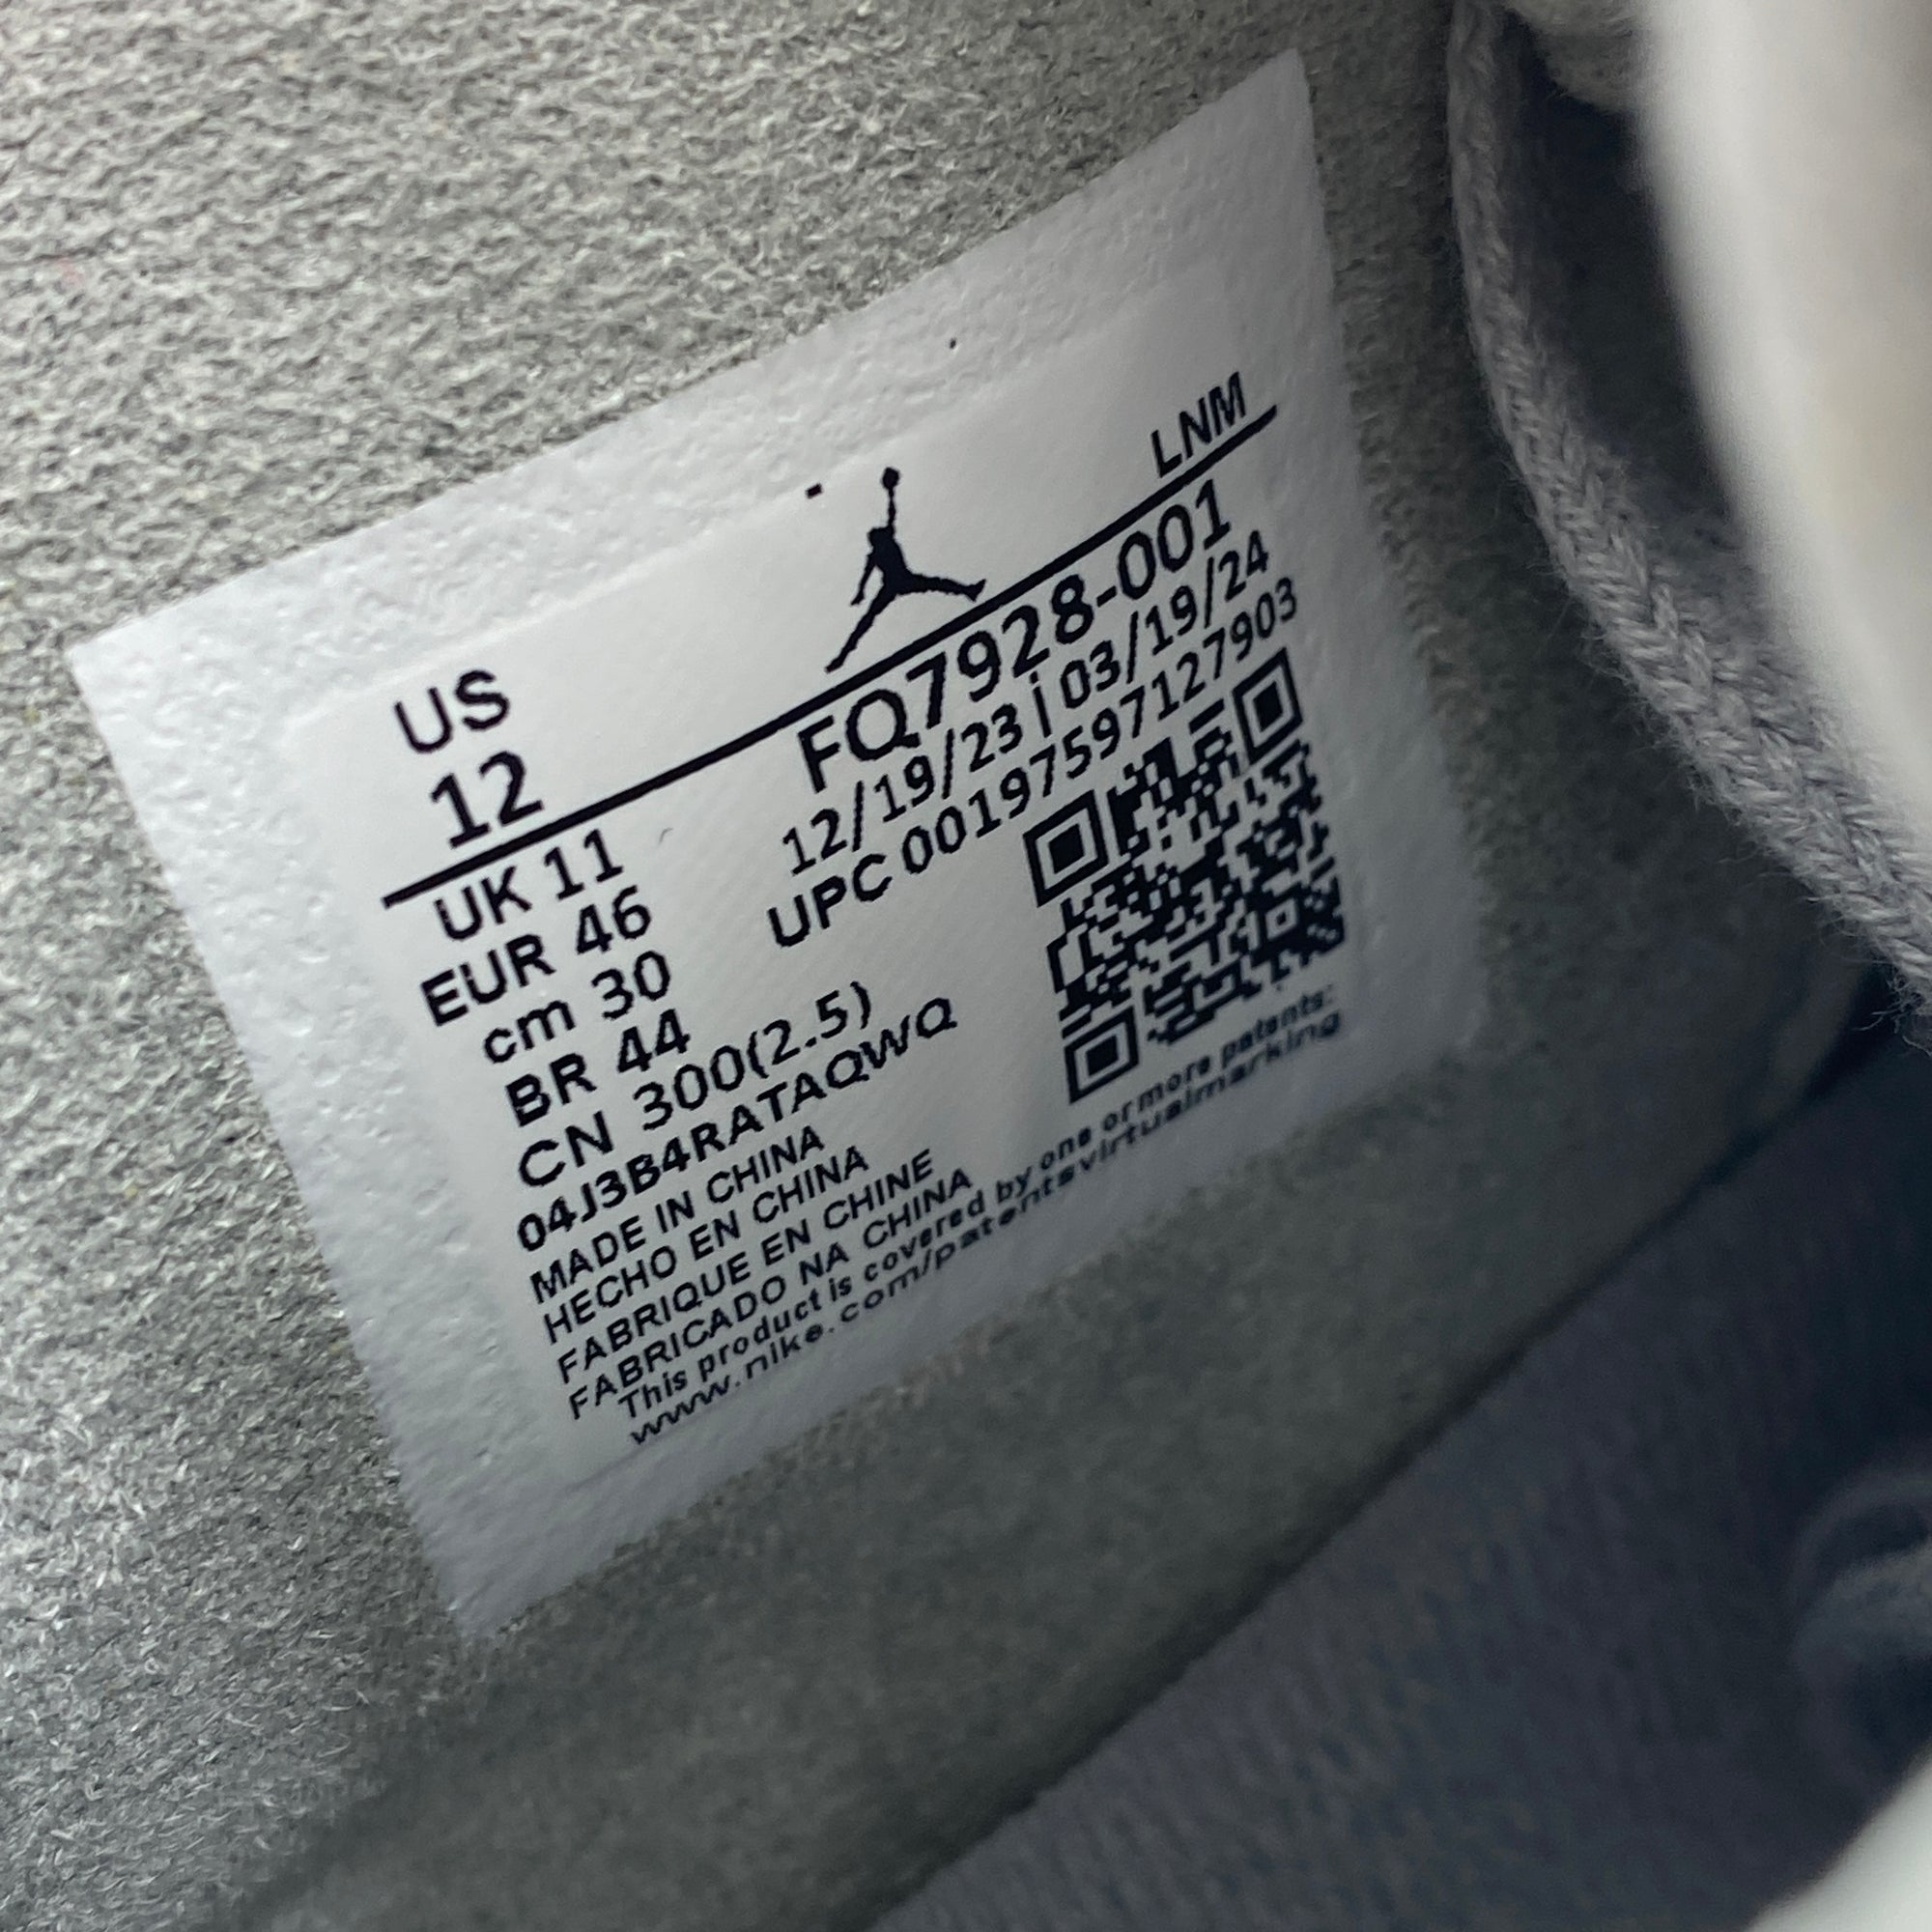 LNM
US
12
FQ7928-001
12/19/23 | 03/19/24
UPC 00197597127903
UK 11
EUR 46
cm 30
BR 44
CN 300(2.5)
04J3B4RATAQWQ
MADE IN CHINA
HECHO EN CHINA
FABRIQUE EN CHINE
FABRICADO NA CHINA
This product is covered by one or more patents:
www.nike.com/patentsvirtualmarking